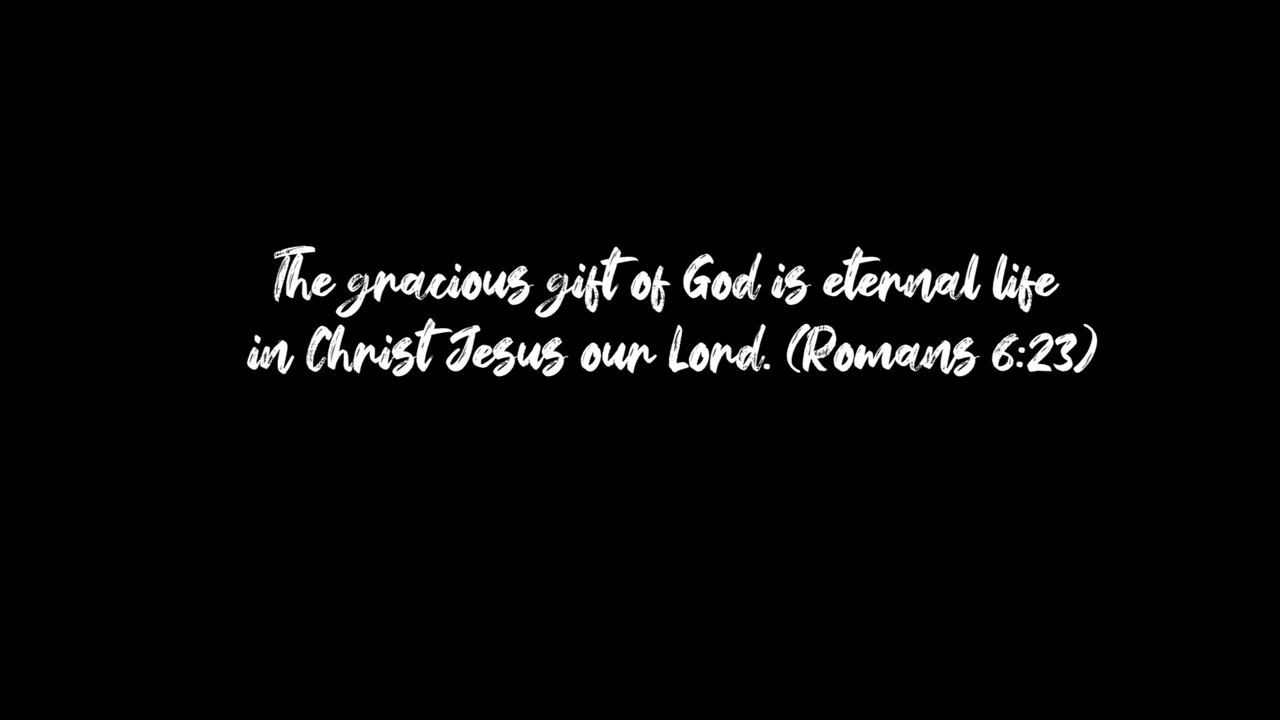 The gracious gift of God is eternal life
in Christ Jesus our Lord. (Romans 6:23)